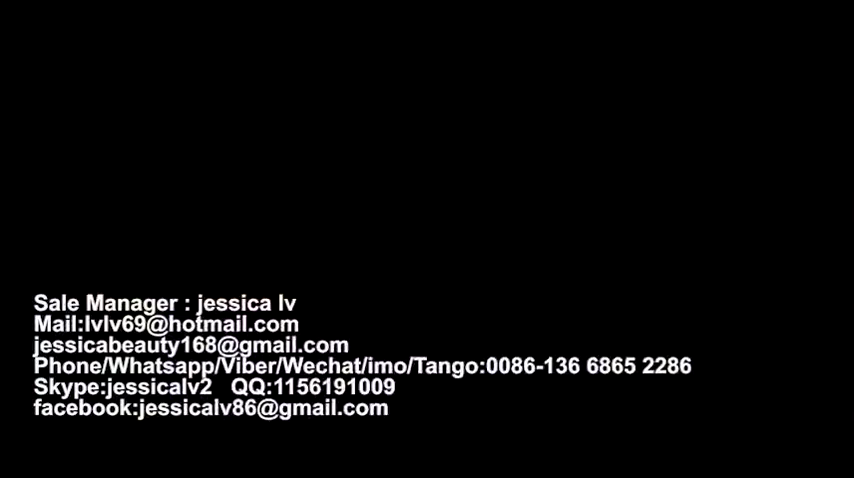 Sale Manager : jessica lv
Mail:lvlv69@hotmail.com
jessicabeauty168@gmail.com
Phone/Whatsapp/Viber/Wechat/imo/Tango:0086-136 6865 2286
Skype:jessicalv2   QQ:1156191009
facebook:jessicalv86@gmail.com